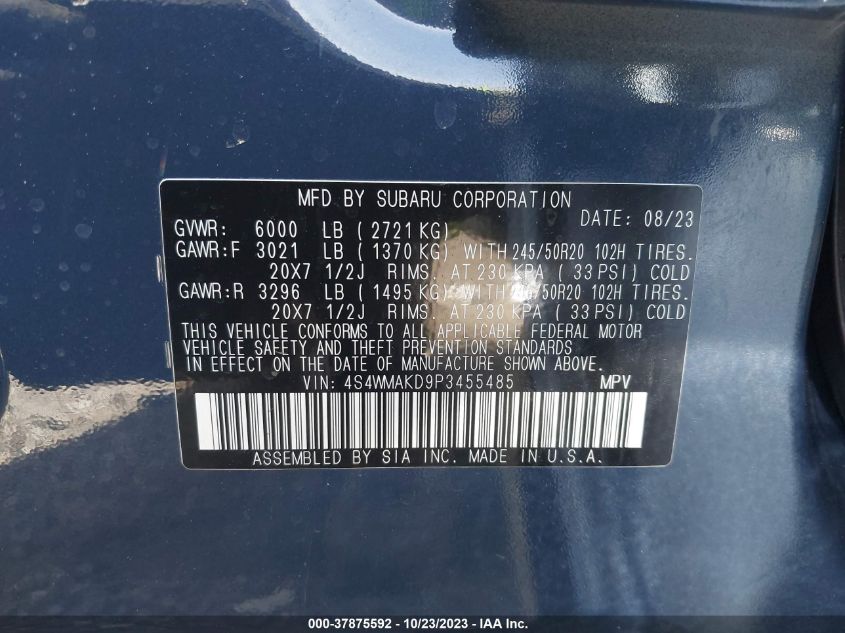 MFD BY SUBARU CORPORATION
DATE: 08/23
GVWR: 6000 LB ( 2721 KG)
GAWR:F 3021 LB ( 1370 KG) WITH 245/50R20 102H TIRES.
20X7 1/2J RIMS. AT 230 KPA ( 33 PSI) COLD
GAWR:R 3296 LB ( 1495 KG) WITH 245/50R20 102H TIRES.
20X7 1/2J RIMS. AT 230 KPA ( 33 PSI) COLD
THIS VEHICLE CONFORMS TO ALL APPLICABLE FEDERAL MOTOR
VEHICLE SAFETY AND THEFT PREVENTION STANDARDS
IN EFFECT ON THE DATE OF MANUFACTURE SHOWN ABOVE.
VIN: 4S4WMAKD9P3455485 MPV
ASSEMBLED BY SIA INC. MADE IN U.S.A.
000-37875592 - 10/23/2023 - IAA Inc.